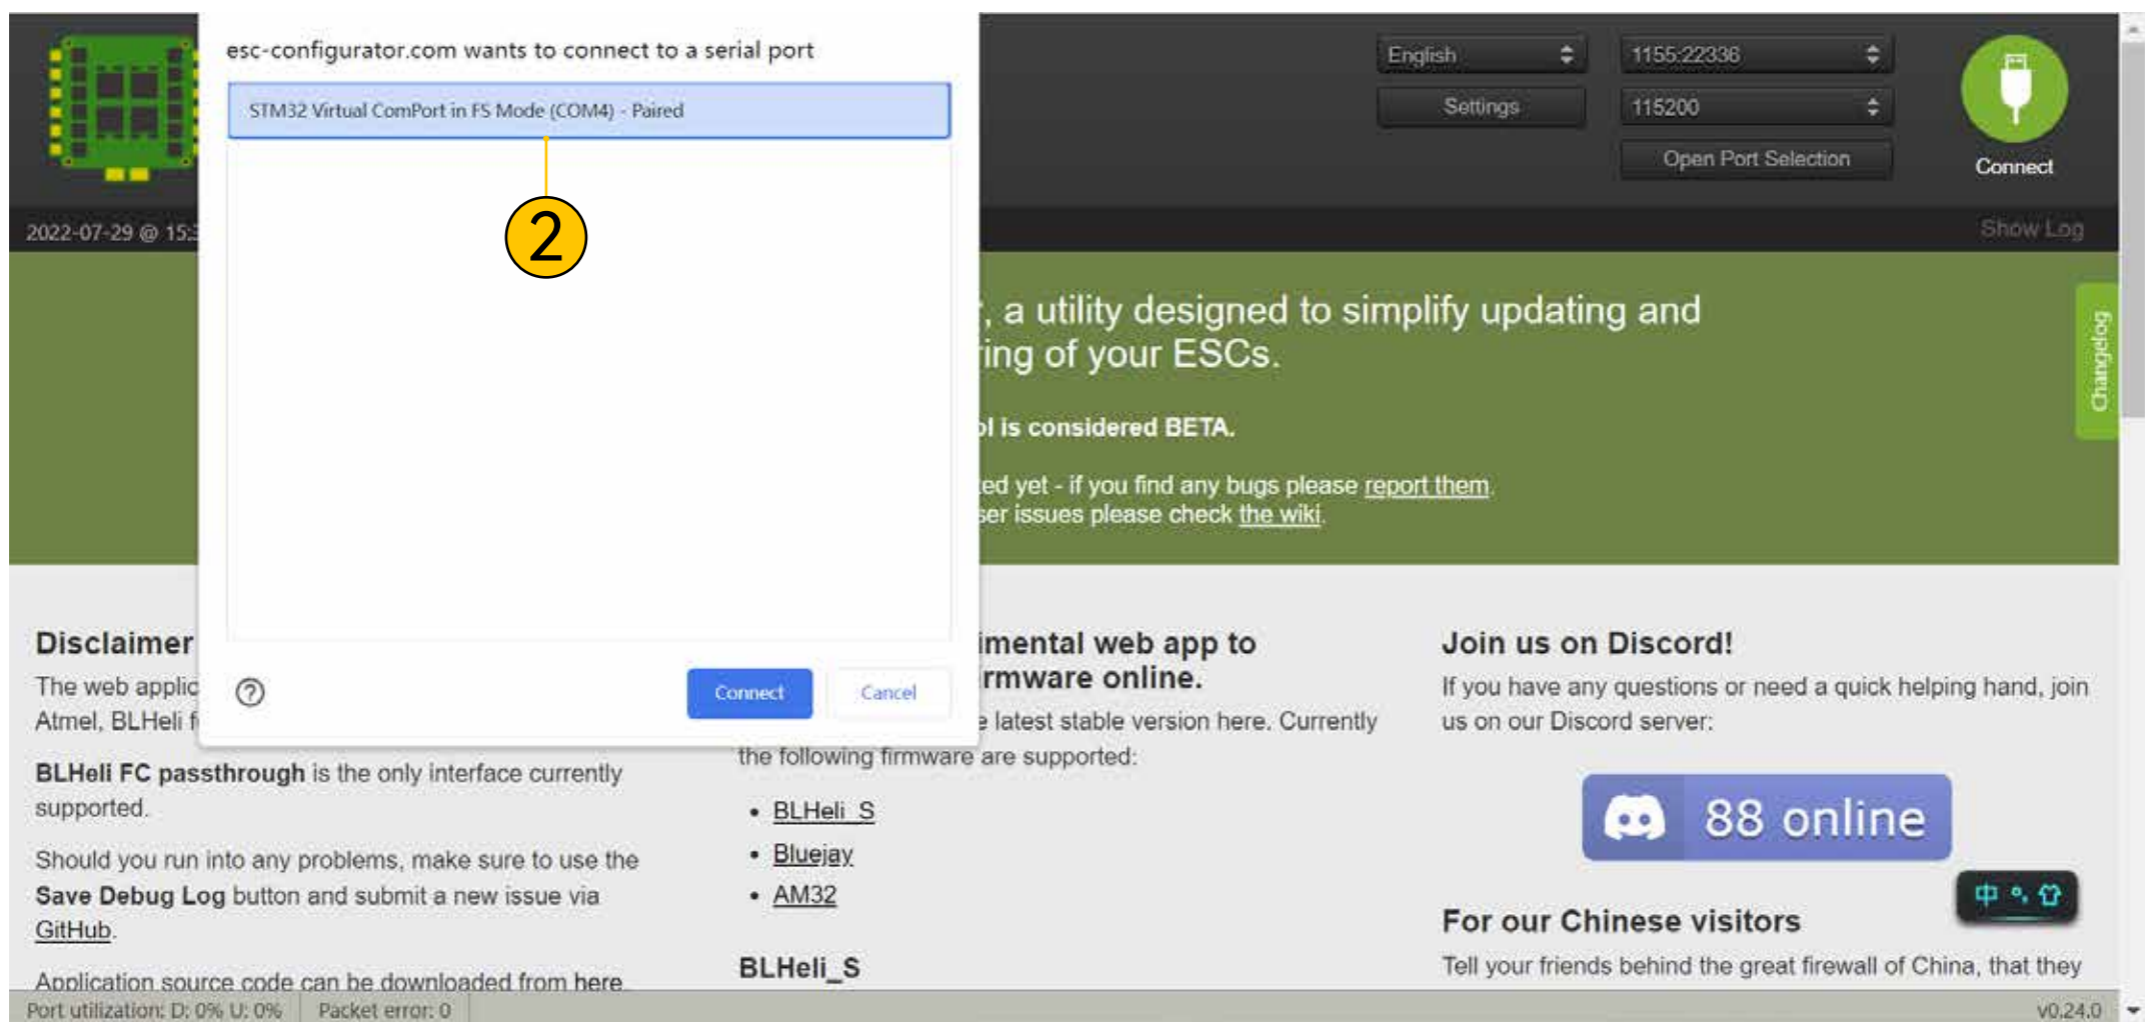 esc-configurator.com wants to connect to a serial port
STM32 Virtual ComPort in FS Mode (COM4) - Paired
2
Connect
Cancel
English
1155:22336
Settings
115200
Open Port Selection
Connect
2022-07-29 @ 15:
Show Log
, a utility designed to simplify updating and
ing of your ESCs.
ol is considered BETA.
ed yet - if you find any bugs please report them.
ser issues please check the wiki.
Changelog
Disclaimer
The web applic
Atmel, BLHeli f
BLHeli FC passthrough is the only interface currently
supported.
Should you run into any problems, make sure to use the
Save Debug Log button and submit a new issue via
GitHub.
Application source code can be downloaded from here
imental web app to
rmware online.
e latest stable version here. Currently
the following firmware are supported:
• BLHeli_S
• Bluejay
• AM32
BLHeli_S
Join us on Discord!
If you have any questions or need a quick helping hand, join
us on our Discord server:
88 online
中
For our Chinese visitors
Tell your friends behind the great firewall of China, that they
Port utilization: D: 0% U: 0%
Packet error: 0
v0.24.0